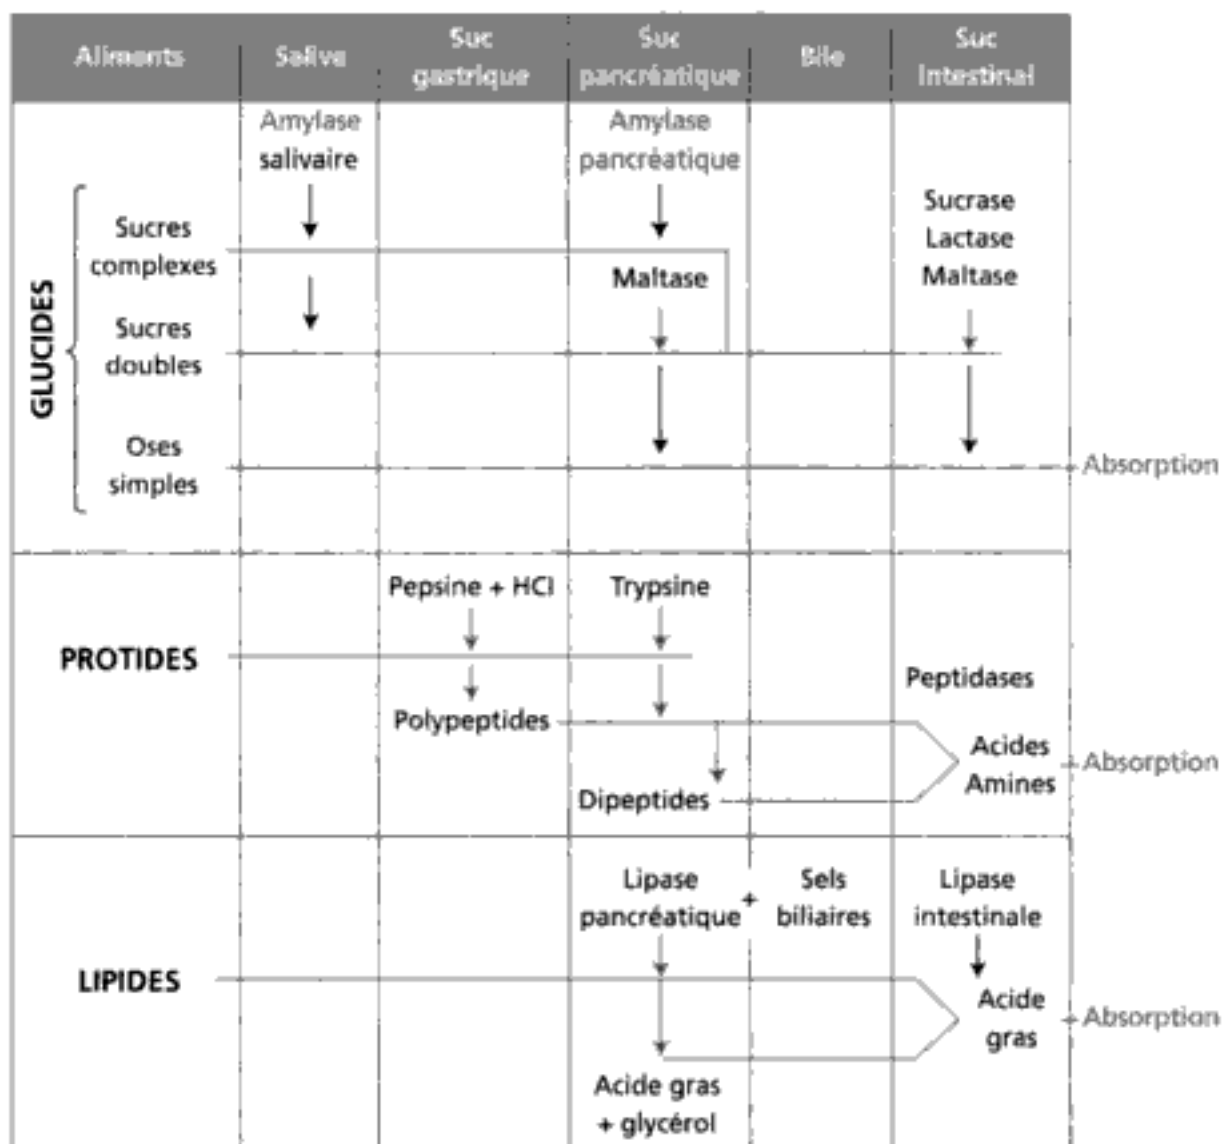 Aliments
Salive
Suc
gastrique
Suc
pancréatique
Bile
Suc
Intestinal
Amylase
salivaire
Amylase
pancréatique
Sucrase
Lactase
Maltase
GLUCIDES
Sucres
complexes
Maltase
Sucres
doubles
Oses
simples
Absorption
PROTIDES
Pepsine + HCl
Trypsine
Peptidases
Polypeptides
Acides
Amines
Absorption
Dipeptides
LIPIDES
Lipase
pancréatique
+
Sels
biliaires
Lipase
intestinale
Acide
gras
Absorption
Acide gras
+ glycérol